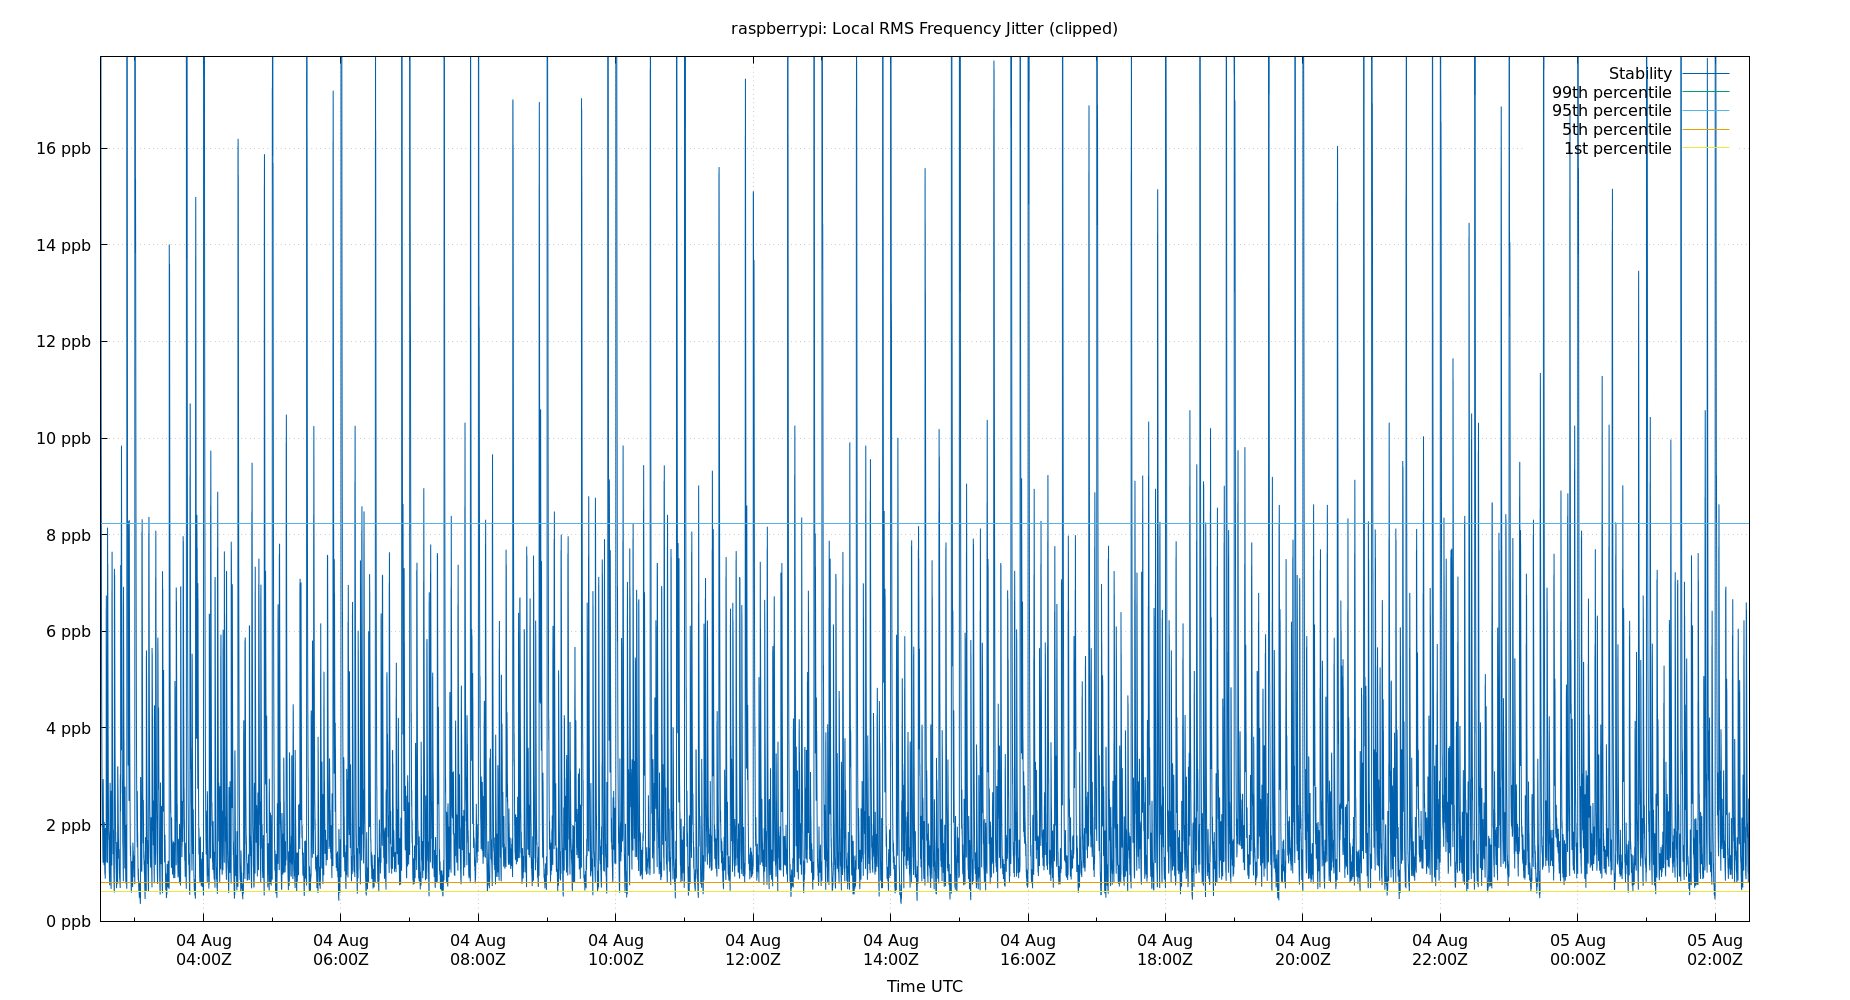 raspberrypi: Local RMS Frequency Jitter (clipped)
Stability
99th percentile
95th percentile
5th percentile
1st percentile
16 ppb
14 ppb
12 ppb
10 ppb
8 ppb
6 ppb
4 ppb
2 ppb
0 ppb
04 Aug 04 Aug 04 Aug 04 Aug 04 Aug 04 Aug 04 Aug 04 Aug 04 Aug 04 Aug 05 Aug 05 Aug
04:00Z 06:00Z 08:00Z 10:00Z 12:00Z 14:00Z 16:00Z 18:00Z 20:00Z 22:00Z 00:00Z 02:00Z
Time UTC